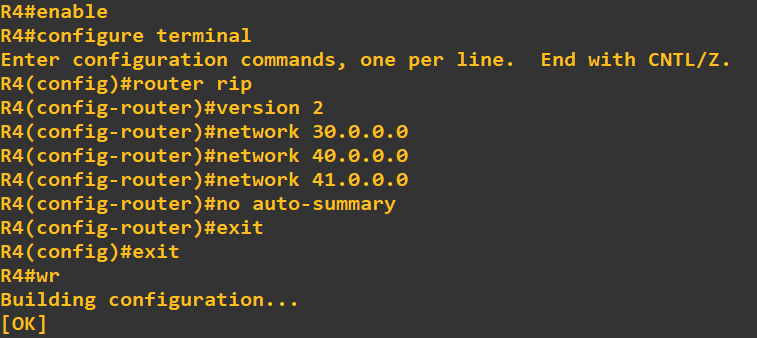 R4#enable
R4#configure terminal
Enter configuration commands, one per line.  End with CNTL/Z.
R4(config)#router rip
R4(config-router)#version 2
R4(config-router)#network 30.0.0.0
R4(config-router)#network 40.0.0.0
R4(config-router)#network 41.0.0.0
R4(config-router)#no auto-summary
R4(config-router)#exit
R4(config)#exit
R4#wr
Building configuration...
[OK]